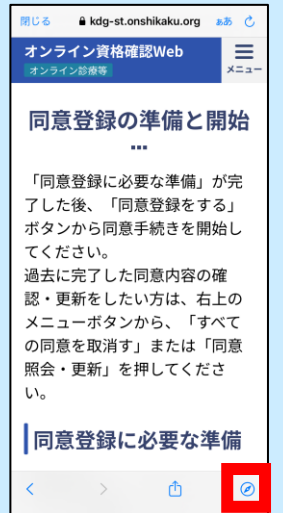 閉じる kdg-st.onshikaku.org ぁあ
オンライン資格確認Web
オンライン診療等
メニュー
同意登録の準備と開始
「同意登録に必要な準備」が完
了した後、「同意登録をする」
ボタンから同意手続きを開始し
てください。
過去に完了した同意内容の確
認・更新をしたい方は、右上の
メニューボタンから、「すべて
の同意を取消す」または「同意
照会・更新」を押してくださ
い。
同意登録に必要な準備